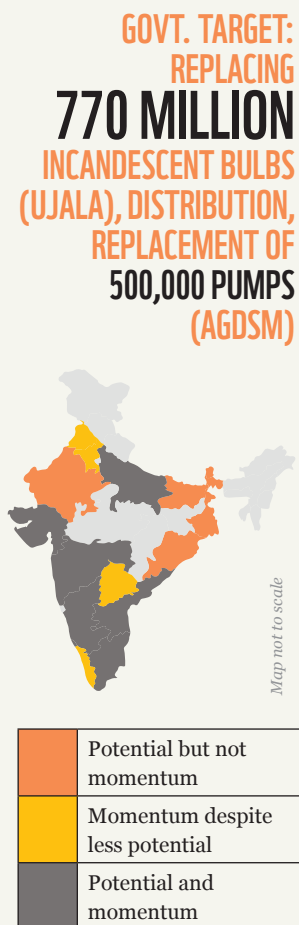 GOVT. TARGET:
REPLACING
770 MILLION
INCANDESCENT BULBS
(UJALA), DISTRIBUTION,
REPLACEMENT OF
500,000 PUMPS
(AGDSM)
Map not to scale
Potential but not
momentum
Momentum despite
less potential
Potential and
momentum